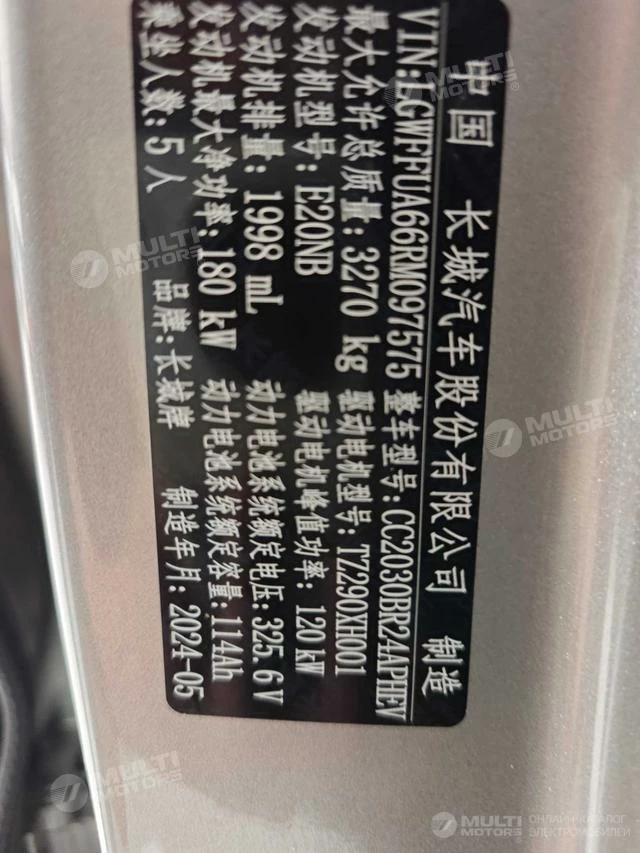 中国 长城汽车股份有限公司 制造
VIN:LGWFFUA66RM097575 整车型号:CC2030BR24APHEV
最大允许总质量:3270 kg 驱动电机型号:TZ290XH001
发动机型号:E20NB 驱动电机峰值功率:120 kW
发动机排量:1998 mL 动力电池系统额定电压:325.6V
发动机最大净功率:180 kW 动力电池系统额定容量:114Ah
乘坐人数:5人 品牌:长城牌 制造年月:2024-05
MULTI MOTORS
MULTI MOTORS
MULTI MOTORS
MULTI MOTORS
MULTI MOTORS ОНЛАЙН-КАТАЛОГ ЭЛЕКТРОМОБИЛЕЙ